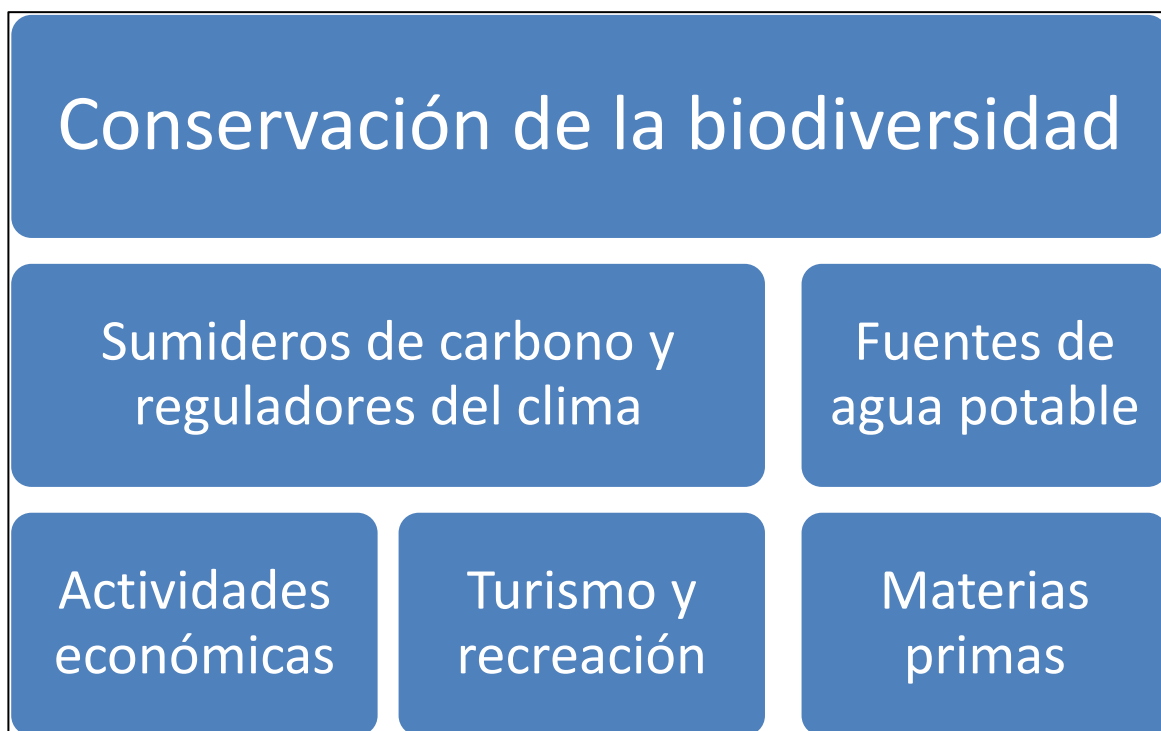 Conservación de la biodiversidad
Sumideros de carbono y
reguladores del clima
Fuentes de
agua potable
Actividades
económicas
Turismo y
recreación
Materias
primas